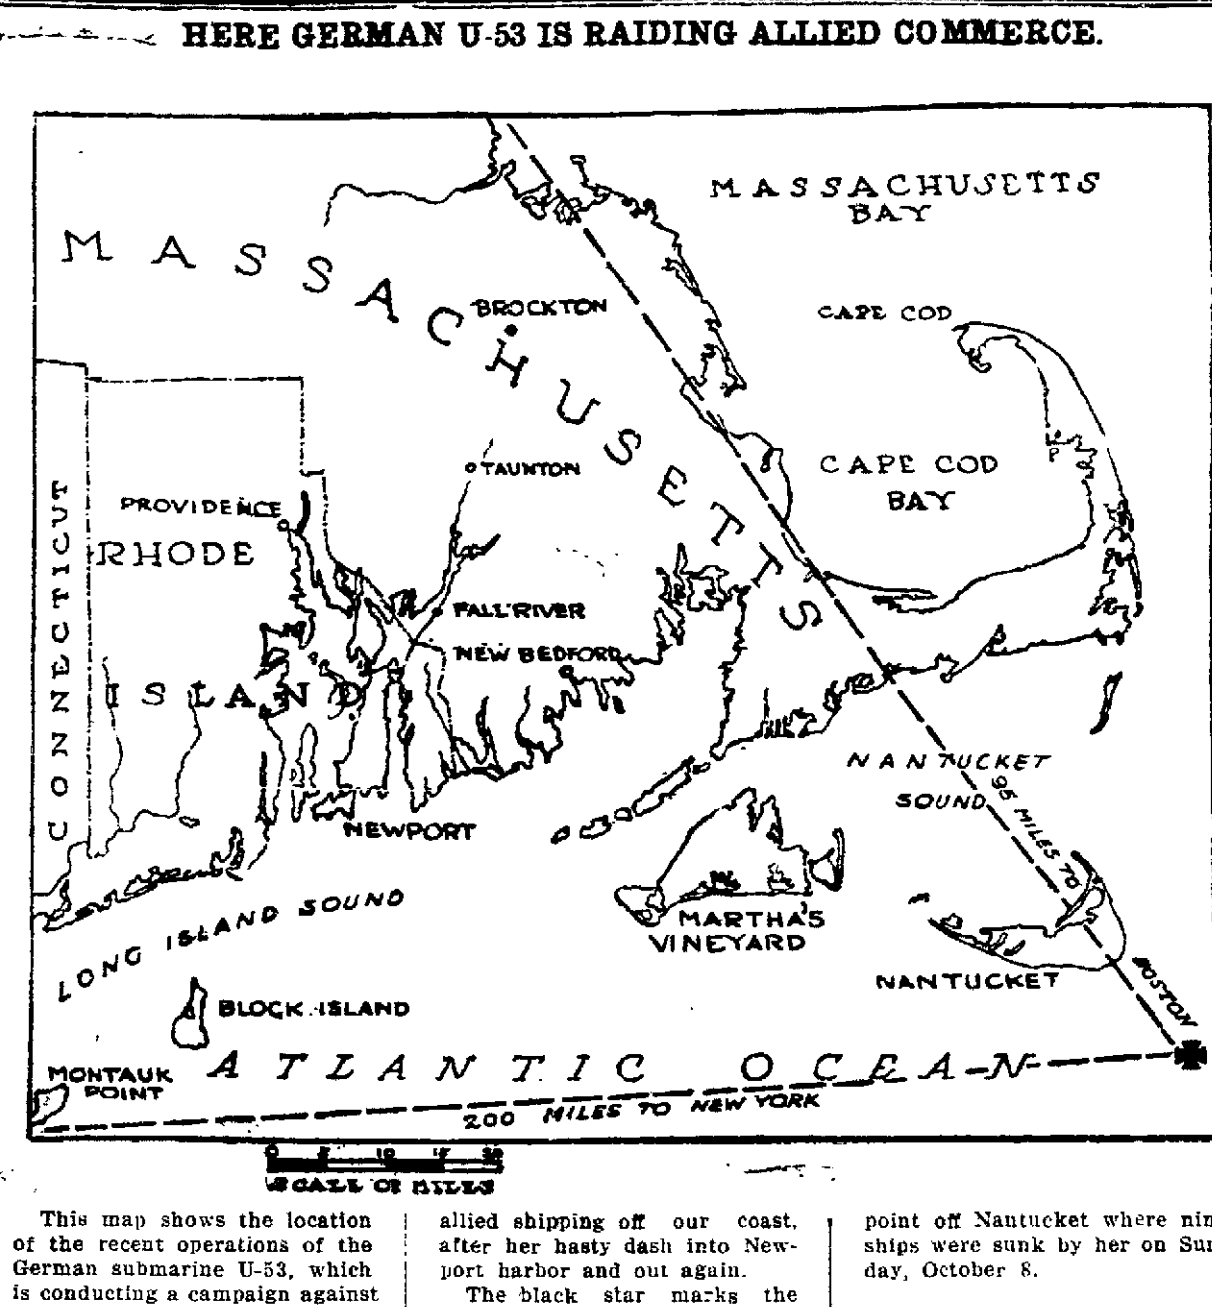 HERE GERMAN U-53 IS RAIDING ALLIED COMMERCE.
MASSACHUSETTS
BAY
MASSACHUSETTS
BROCKTON
CAPE COD
TAUNTON
CAPE COD
BAY
PROVIDENCE
CONNECTICUT
RHODE
ISLAND
FALL RIVER
NEW BEDFORD
NANTUCKET
SOUND
95 MILES TO
BOSTON
NEWPORT
LONG ISLAND SOUND
MARTHA'S
VINEYARD
NANTUCKET
BLOCK ISLAND
ATLANTIC OCEAN
MONTAUK
POINT
200 MILES TO NEW YORK
0 5 10 15 20
SCALE OF MILES
This map shows the location
of the recent operations of the
German submarine U-53, which
is conducting a campaign against
allied shipping off our coast,
after her hasty dash into New-
port harbor and out again.
The black star marks the
point off Nantucket where nin
ships were sunk by her on Sun
day, October 8.